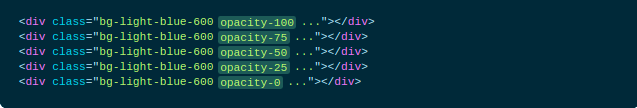 <div class="bg-light-blue-600 opacity-100 ..."></div>
<div class="bg-light-blue-600 opacity-75 ..."></div>
<div class="bg-light-blue-600 opacity-50 ..."></div>
<div class="bg-light-blue-600 opacity-25 ..."></div>
<div class="bg-light-blue-600 opacity-0 ..."></div>